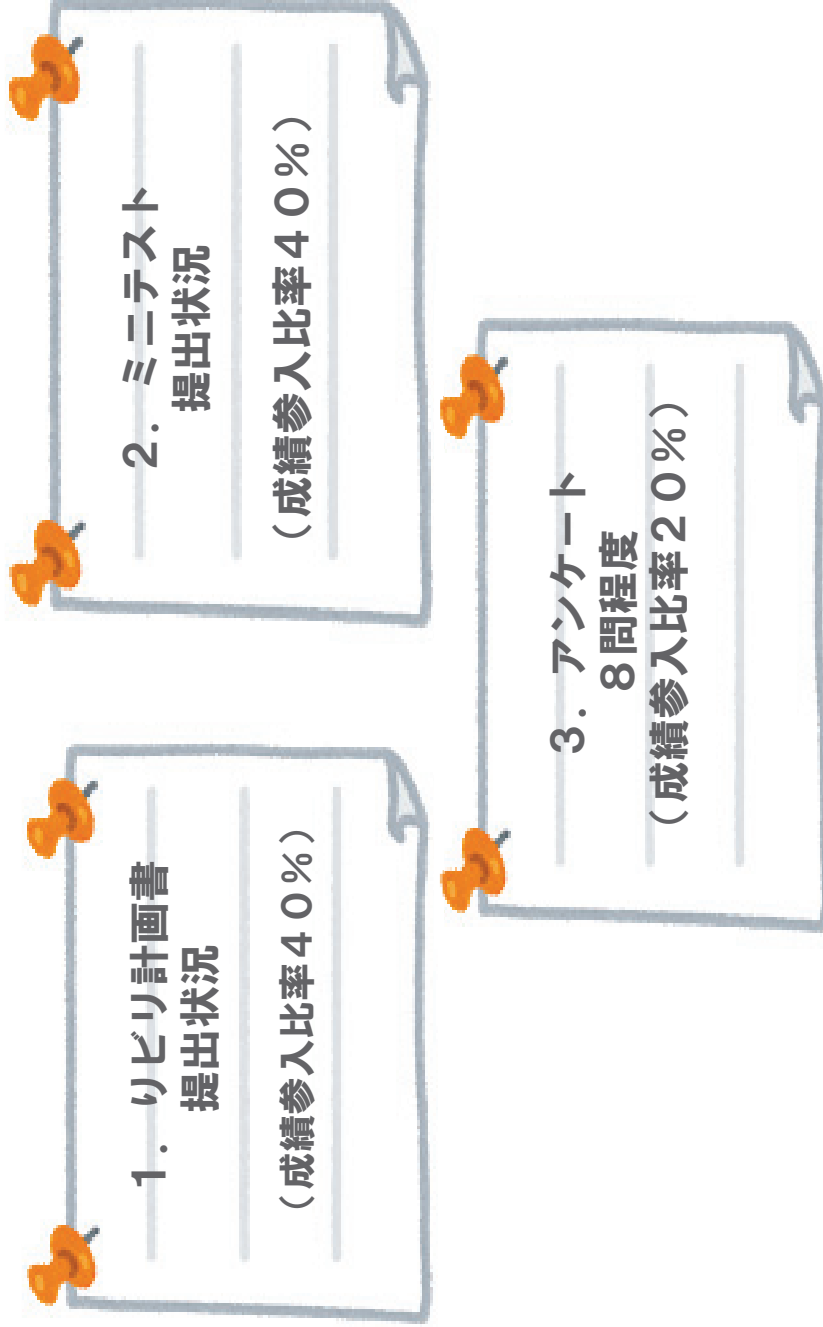 1．りビリ計画書
提出状況
（成績参入比率４０％）
2．ミニテスト
提出状況
（成績参入比率４０％）
3．アンケート
８問程度
（成績参入比率２０％）